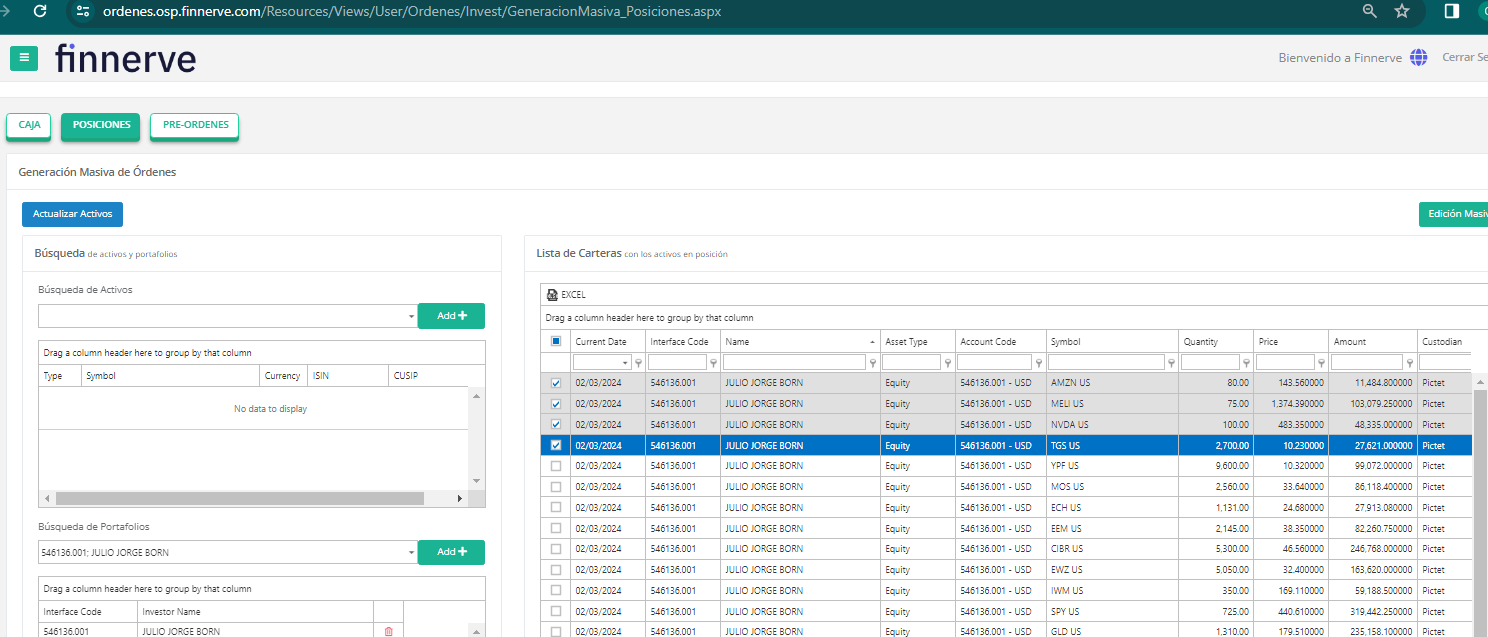 ordenes.osp.finnerve.com/Resources/Views/User/Ordenes/Invest/GeneracionMasiva_Posiciones.aspx
finnerve
Bienvenido a Finnerve Cerrar Se
CAJA POSICIONES PRE-ORDENES
Generación Masiva de Órdenes
Actualizar Activos
Edición Masiv
Búsqueda de activos y portafolios
Búsqueda de Activos
Add +
Drag a column header here to group by that column
Type Symbol Currency ISIN CUSIP
No data to display
Búsqueda de Portafolios
546136.001; JULIO JORGE BORN Add +
Drag a column header here to group by that column
Interface Code Investor Name
546136.001 JULIO JORGE BORN
Lista de Carteras con los activos en posición
EXCEL
Drag a column header here to group by that column
Current Date Interface Code Name Asset Type Account Code Symbol Quantity Price Amount Custodian
02/03/2024 546136.001 JULIO JORGE BORN Equity 546136.001 - USD AMZN US 80.00 143.560000 11,484.800000 Pictet
02/03/2024 546136.001 JULIO JORGE BORN Equity 546136.001 - USD MELI US 75.00 1,374.390000 103,079.250000 Pictet
02/03/2024 546136.001 JULIO JORGE BORN Equity 546136.001 - USD NVDA US 100.00 483.350000 48,335.000000 Pictet
02/03/2024 546136.001 JULIO JORGE BORN Equity 546136.001 - USD TGS US 2,700.00 10.230000 27,621.000000 Pictet
02/03/2024 546136.001 JULIO JORGE BORN Equity 546136.001 - USD YPF US 9,600.00 10.320000 99,072.000000 Pictet
02/03/2024 546136.001 JULIO JORGE BORN Equity 546136.001 - USD MOS US 2,560.00 33.640000 86,118.400000 Pictet
02/03/2024 546136.001 JULIO JORGE BORN Equity 546136.001 - USD ECH US 1,131.00 24.680000 27,913.080000 Pictet
02/03/2024 546136.001 JULIO JORGE BORN Equity 546136.001 - USD EEM US 2,145.00 38.350000 82,260.750000 Pictet
02/03/2024 546136.001 JULIO JORGE BORN Equity 546136.001 - USD CIBR US 5,300.00 46.560000 246,768.000000 Pictet
02/03/2024 546136.001 JULIO JORGE BORN Equity 546136.001 - USD EWZ US 5,050.00 32.400000 163,620.000000 Pictet
02/03/2024 546136.001 JULIO JORGE BORN Equity 546136.001 - USD IWM US 350.00 169.110000 59,188.500000 Pictet
02/03/2024 546136.001 JULIO JORGE BORN Equity 546136.001 - USD SPY US 725.00 440.610000 319,442.250000 Pictet
02/03/2024 546136.001 JULIO JORGE BORN Equity 546136.001 - USD GLD US 1,310.00 179.510000 235,158.100000 Pictet